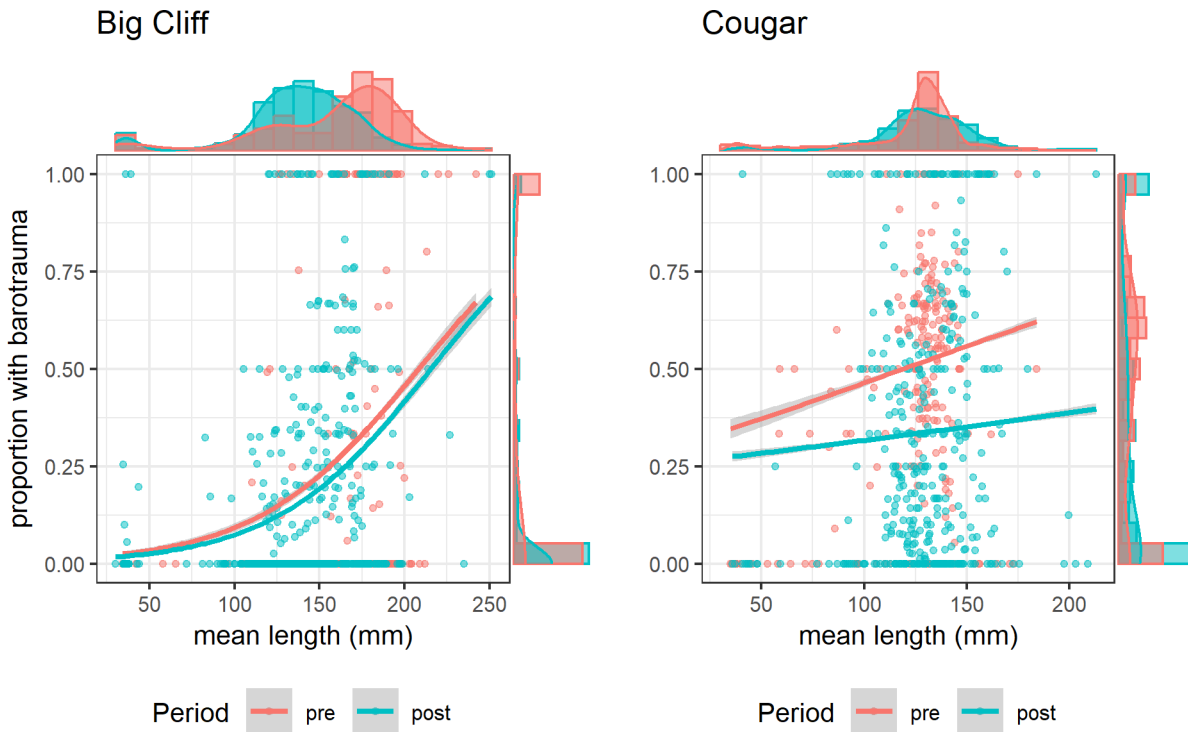 Big Cliff
proportion with barotrauma
1.00
0.75
0.50
0.25
0.00
50 100 150 200 250
mean length (mm)
Period pre post
Cougar
1.00
0.75
0.50
0.25
0.00
50 100 150 200
mean length (mm)
Period pre post